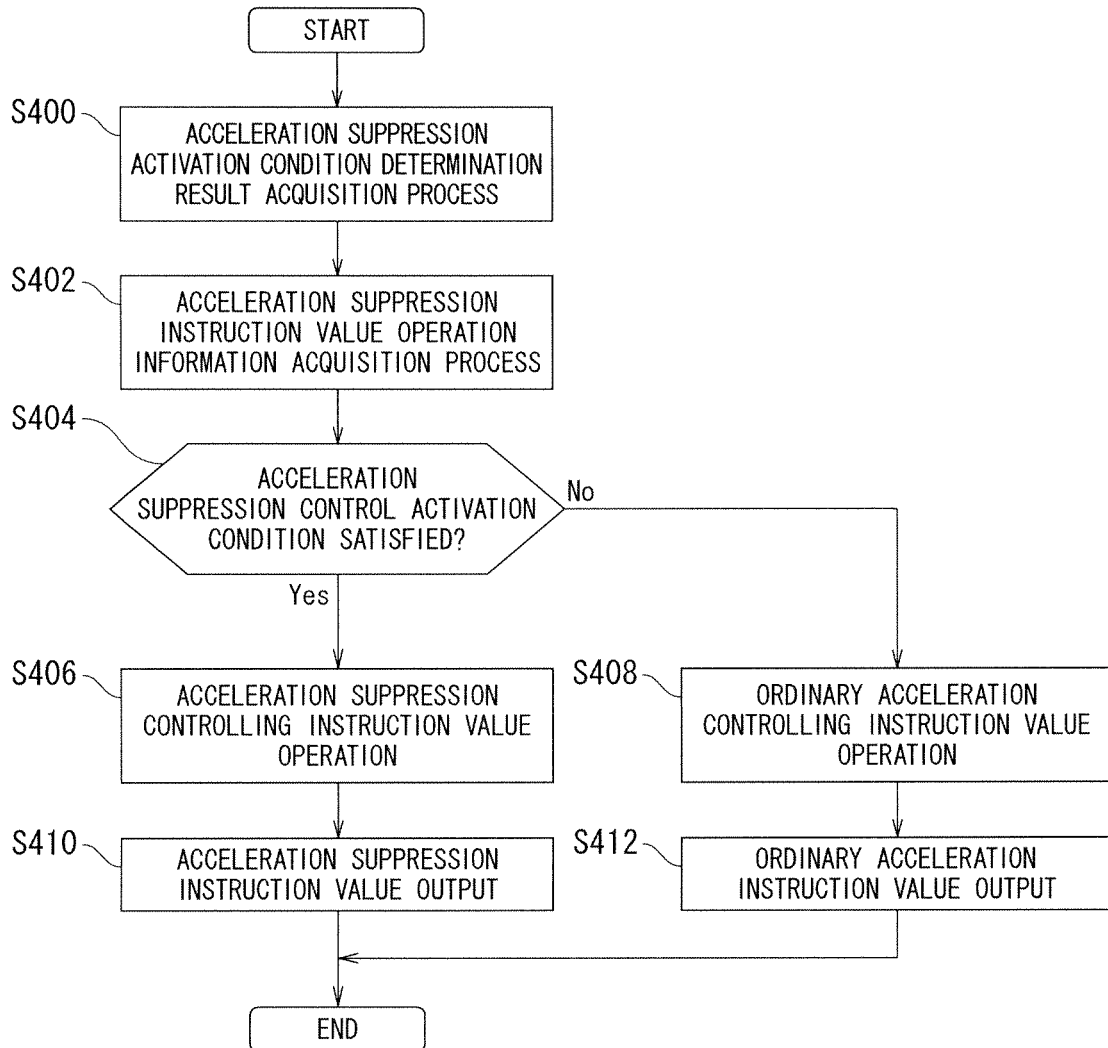 START
S400
ACCELERATION SUPPRESSION
ACTIVATION CONDITION DETERMINATION
RESULT ACQUISITION PROCESS
S402
ACCELERATION SUPPRESSION
INSTRUCTION VALUE OPERATION
INFORMATION ACQUISITION PROCESS
S404
ACCELERATION
SUPPRESSION CONTROL ACTIVATION
CONDITION SATISFIED?
No
Yes
S406
ACCELERATION SUPPRESSION
CONTROLLING INSTRUCTION VALUE
OPERATION
S408
ORDINARY ACCELERATION
CONTROLLING INSTRUCTION VALUE
OPERATION
S410
ACCELERATION SUPPRESSION
INSTRUCTION VALUE OUTPUT
S412
ORDINARY ACCELERATION
INSTRUCTION VALUE OUTPUT
END